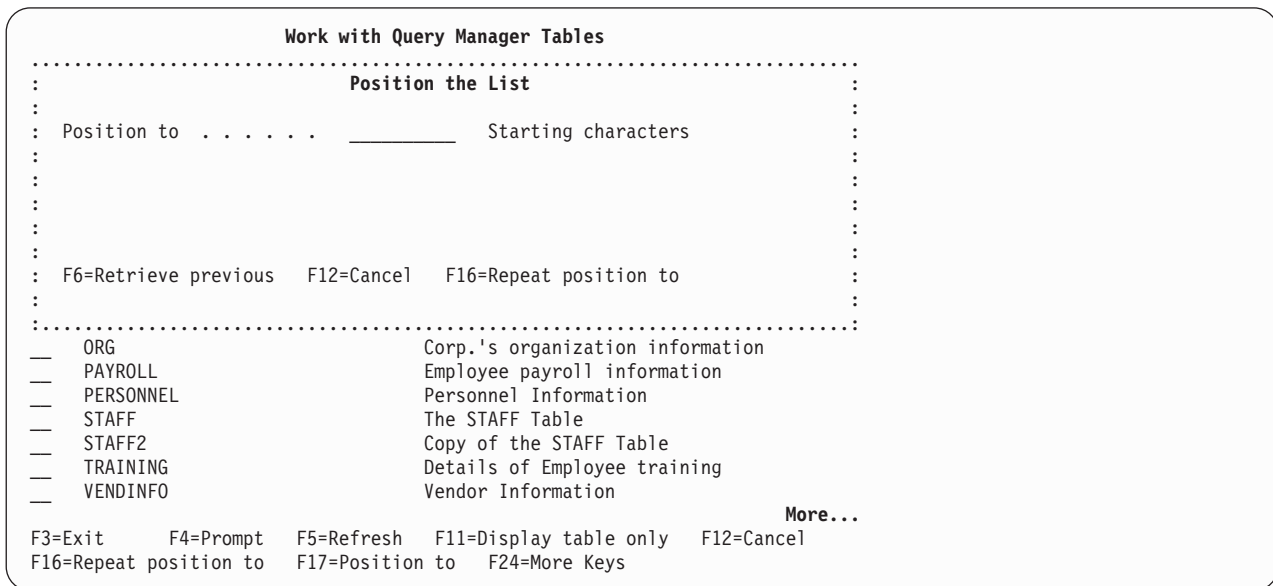 Work with Query Manager Tables
..............................................................................
: Position the List :
: :
: Position to . . . . . . __________ Starting characters :
: :
: :
: :
: :
: :
: F6=Retrieve previous F12=Cancel F16=Repeat position to :
: :
:............................................................................:
__ ORG Corp.'s organization information
__ PAYROLL Employee payroll information
__ PERSONNEL Personnel Information
__ STAFF The STAFF Table
__ STAFF2 Copy of the STAFF Table
__ TRAINING Details of Employee training
__ VENDINFO Vendor Information
More...
F3=Exit F4=Prompt F5=Refresh F11=Display table only F12=Cancel
F16=Repeat position to F17=Position to F24=More Keys